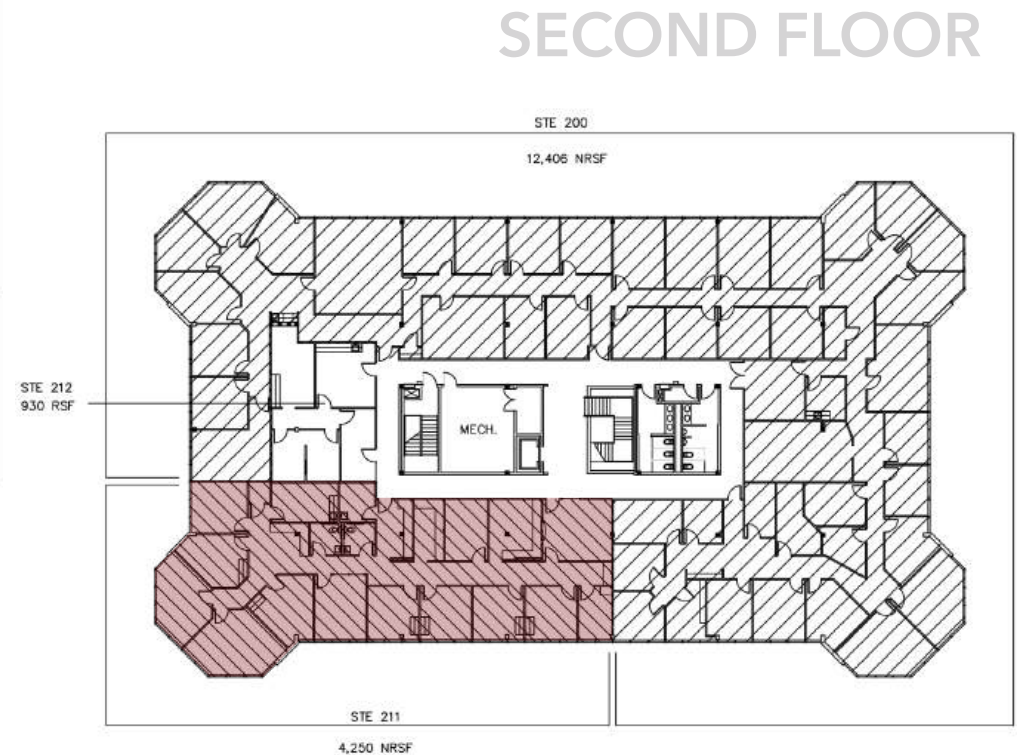 SECOND FLOOR
STE 200
12,406 NRSF
STE 212
930 RSF
MECH.
STE 211
4,250 NRSF